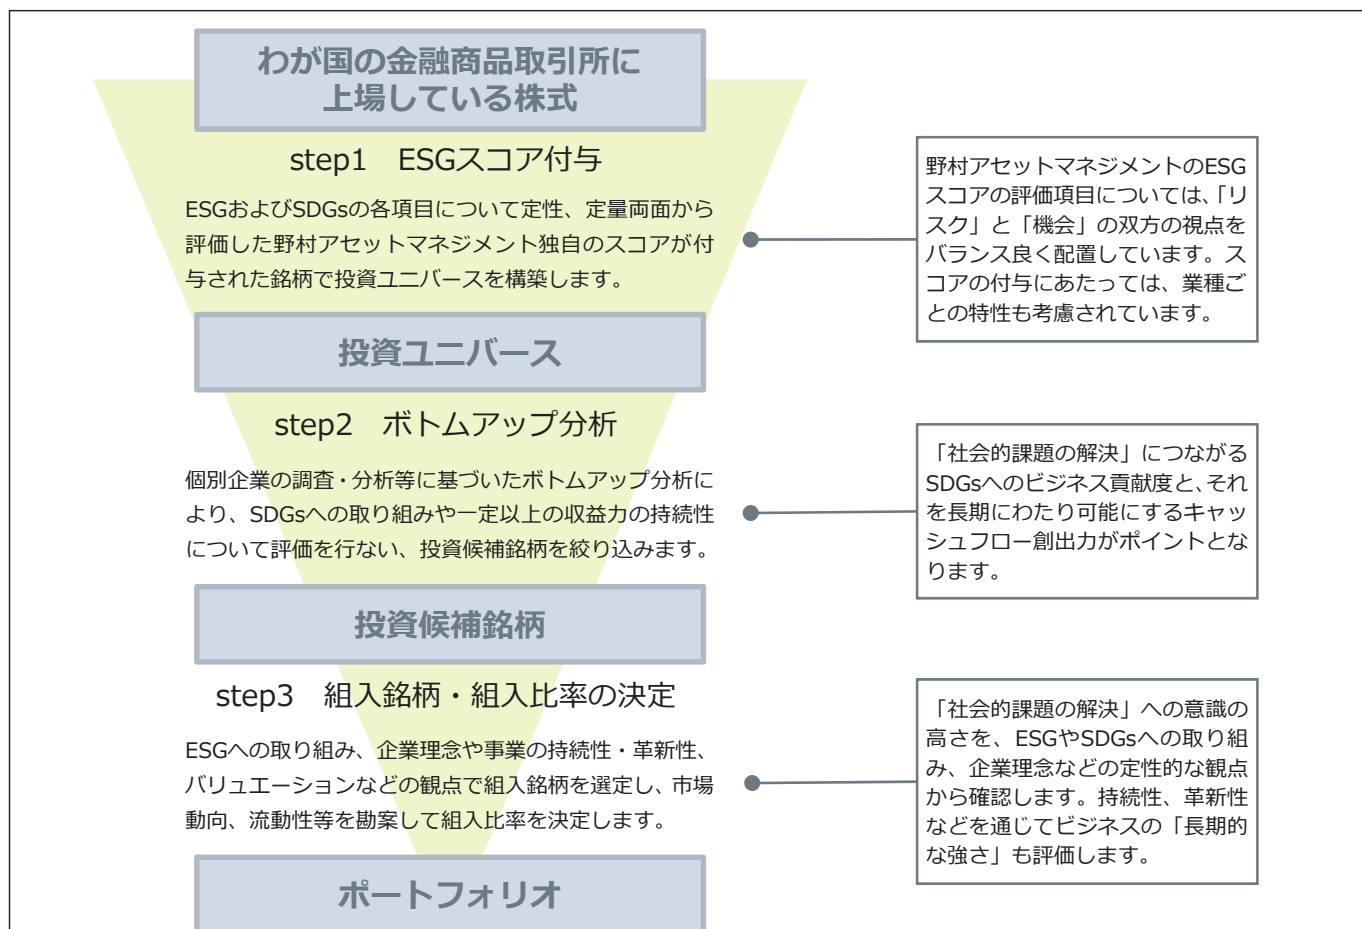 わが国の金融商品取引所に
上場している株式
step1 ESGスコア付与
ESGおよびSDGsの各項目について定性、定量両面から
評価した野村アセットマネジメント独自のスコアが付
与された銘柄で投資ユニバースを構築します。
野村アセットマネジメントのESG
スコアの評価項目については、「リ
スク」と「機会」の双方の視点を
バランス良く配置しています。ス
コアの付与にあたっては、業種ご
との特性も考慮されています。
投資ユニバース
step2 ボトムアップ分析
個別企業の調査・分析等に基づいたボトムアップ分析に
より、SDGsへの取り組みや一定以上の収益力の持続性
について評価を行ない、投資候補銘柄を絞り込みます。
「社会的課題の解決」につながる
SDGsへのビジネス貢献度と、それ
を長期にわたり可能にするキャッ
シュフロー創出力がポイントとな
ります。
投資候補銘柄
step3 組入銘柄・組入比率の決定
ESGへの取り組み、企業理念や事業の持続性・革新性、
バリュエーションなどの観点で組入銘柄を選定し、市場
動向、流動性等を勘案して組入比率を決定します。
「社会的課題の解決」への意識の
高さを、ESGやSDGsへの取り組
み、企業理念などの定性的な観点
から確認します。持続性、革新性
などを通じてビジネスの「長期的
な強さ」も評価します。
ポートフォリオ